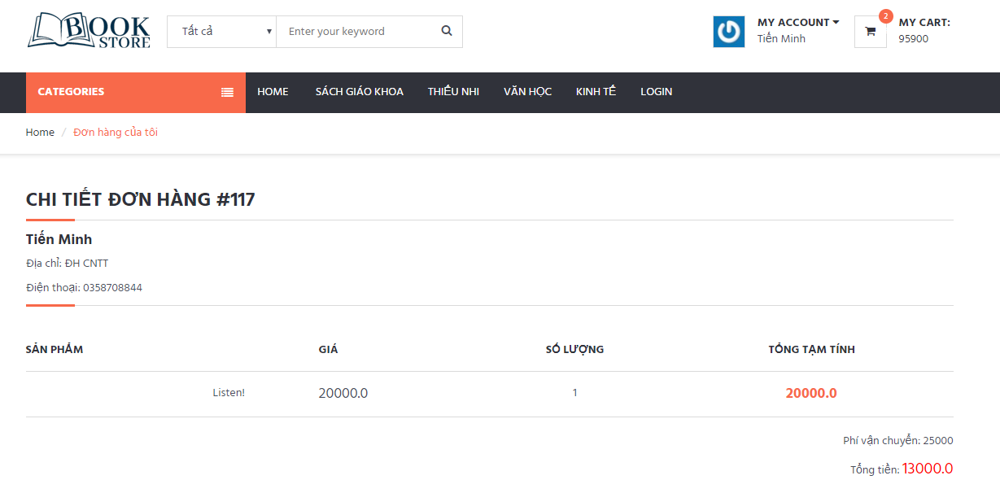 BOOK STORE
Tất cả
Enter your keyword
MY ACCOUNT
Tiến Minh
2
MY CART:
95900
CATEGORIES HOME SÁCH GIÁO KHOA THIẾU NHI VĂN HỌC KINH TẾ LOGIN
Home / Đơn hàng của tôi
CHI TIẾT ĐƠN HÀNG #117
Tiến Minh
Địa chỉ: ĐH CNTT
Điện thoại: 0358708844
SẢN PHẨM GIÁ SỐ LƯỢNG TỔNG TẠM TÍNH
Listen! 20000.0 1 20000.0
Phí vận chuyển: 25000
Tổng tiền: 13000.0